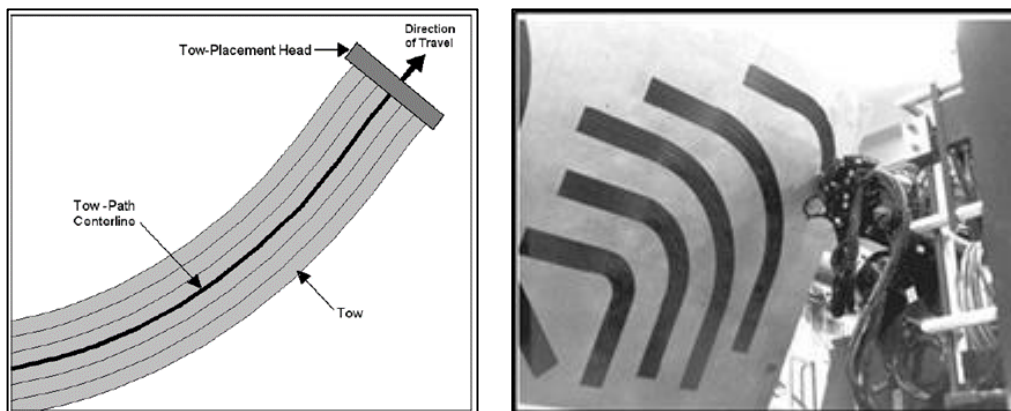 Direction
of Travel
Tow-Placement Head
Tow -Path
Centerline
Tow